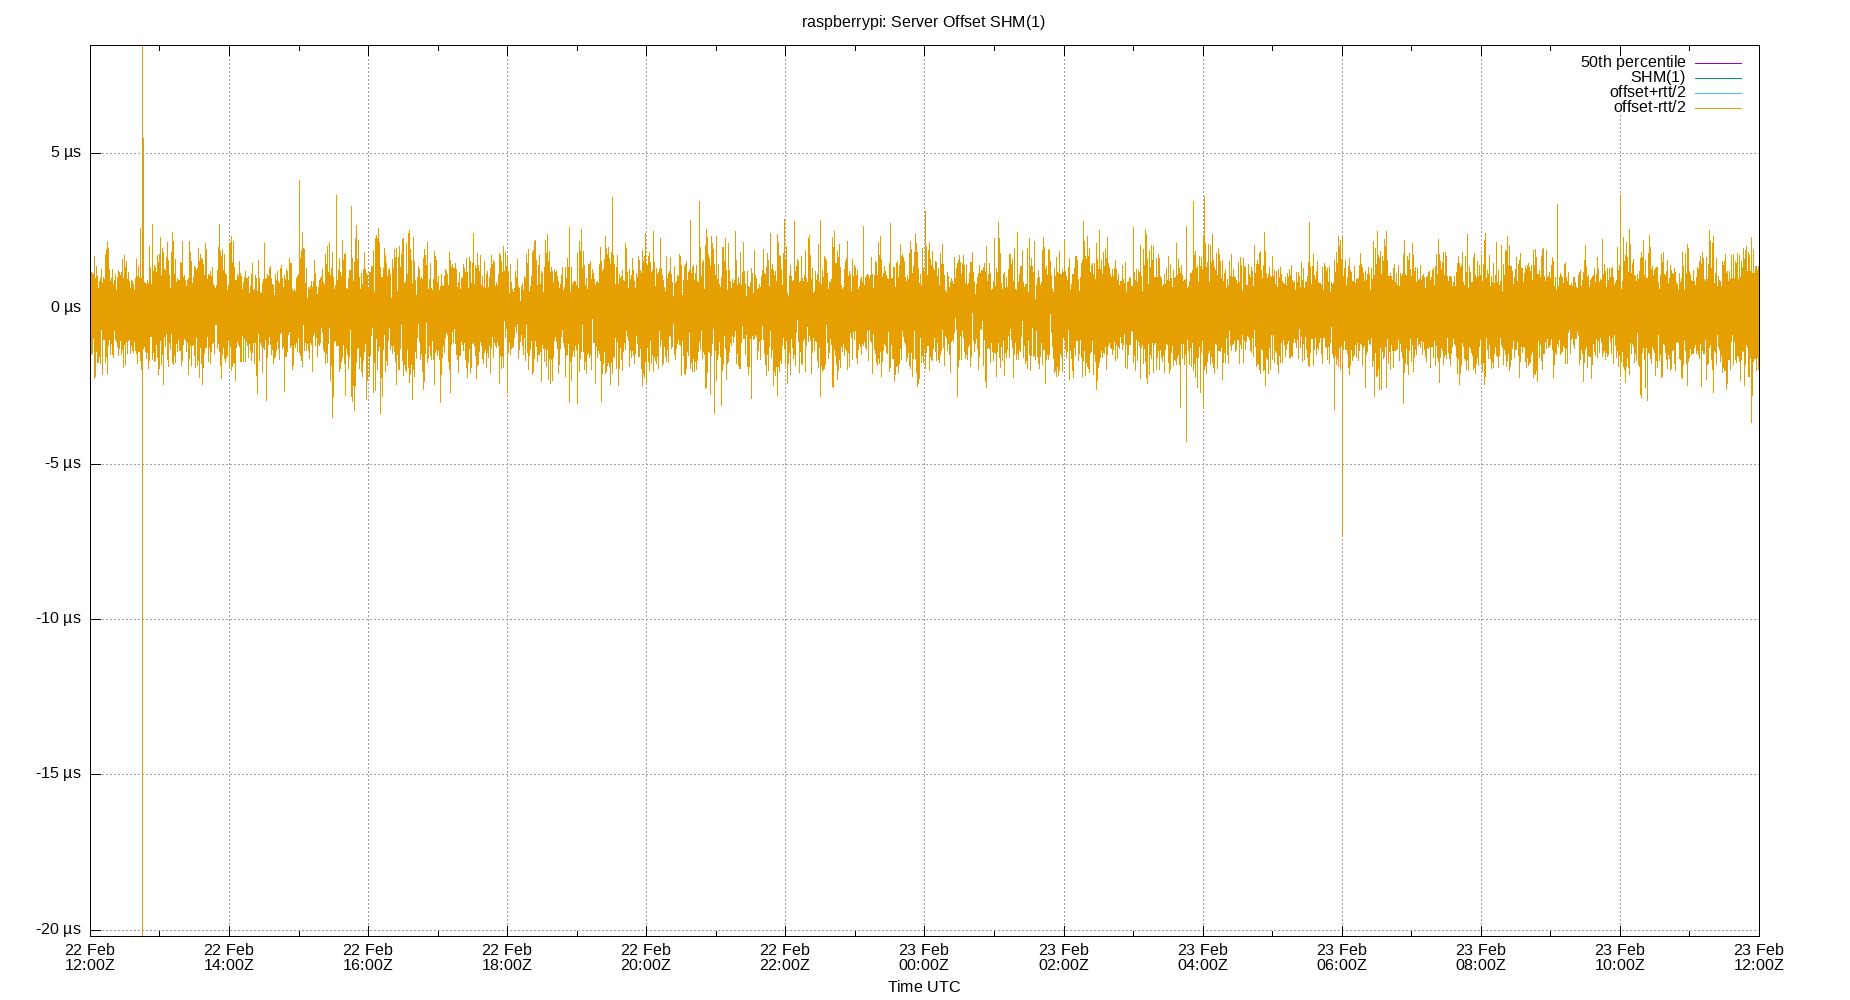 raspberrypi: Server Offset SHM(1)
50th percentile
SHM(1)
offset+rtt/2
offset-rtt/2
5 µs
0 µs
-5 µs
-10 µs
-15 µs
-20 µs
22 Feb 22 Feb 22 Feb 22 Feb 22 Feb 22 Feb 23 Feb 23 Feb 23 Feb 23 Feb 23 Feb 23 Feb 23 Feb
12:00Z 14:00Z 16:00Z 18:00Z 20:00Z 22:00Z 00:00Z 02:00Z 04:00Z 06:00Z 08:00Z 10:00Z 12:00Z
Time UTC